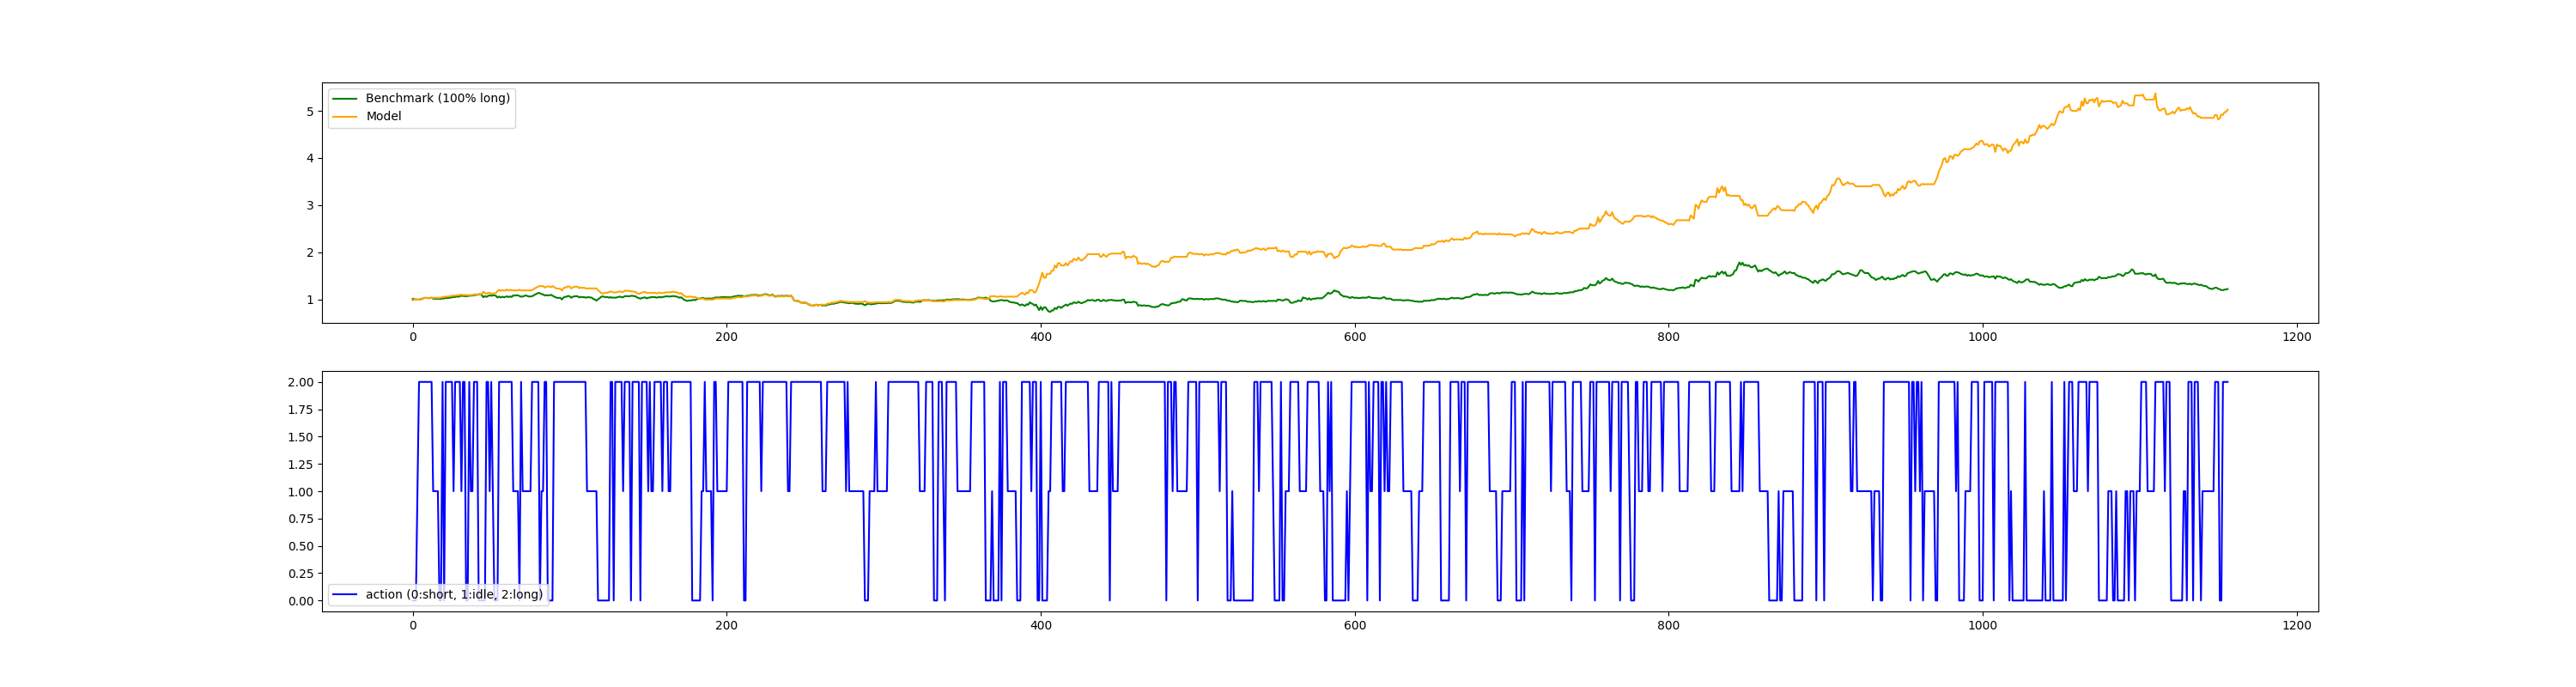 Benchmark (100% long)
Model
5
4
3
2
1
0 200 400 600 800 1000 1200
2.00
1.75
1.50
1.25
1.00
0.75
0.50
0.25
0.00
action (0:short, 1:idle, 2:long)
0 200 400 600 800 1000 1200